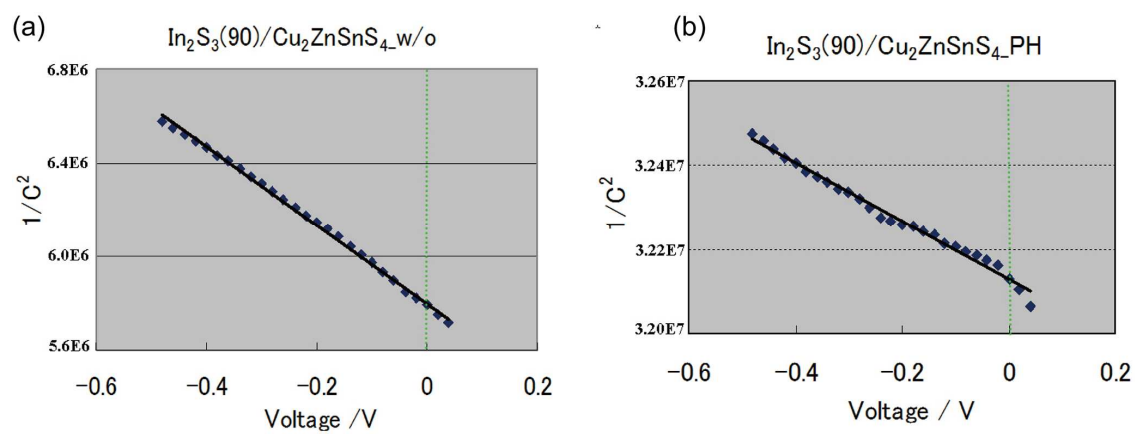 (a)
In₂S₃(90)/Cu₂ZnSnS₄_w/o
6.8E6
6.4E6
6.0E6
5.6E6
1/C²
−0.6 −0.4 −0.2 0 0.2
Voltage /V
(b)
In₂S₃(90)/Cu₂ZnSnS₄_PH
3.26E7
3.24E7
3.22E7
3.20E7
1/C²
−0.6 −0.4 −0.2 0 0.2
Voltage / V